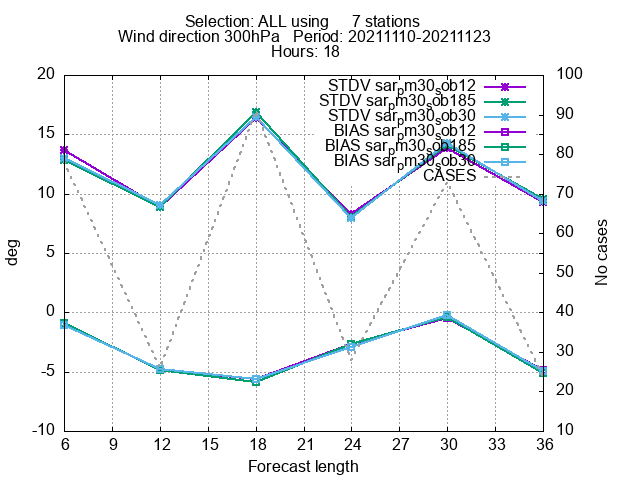 Selection: ALL using 7 stations
Wind direction 300hPa Period: 20211110-20211123
Hours: 18
20
15
10
5
0
-5
-10
deg
100
90
80
70
60
50
40
30
20
10
No cases
STDV sar_pm30_sob12
STDV sar_pm30_sob185
STDV sar_pm30_sob30
BIAS sar_pm30_sob12
BIAS sar_pm30_sob185
BIAS sar_pm30_sob30
CASES
6 9 12 15 18 21 24 27 30 33 36
Forecast length